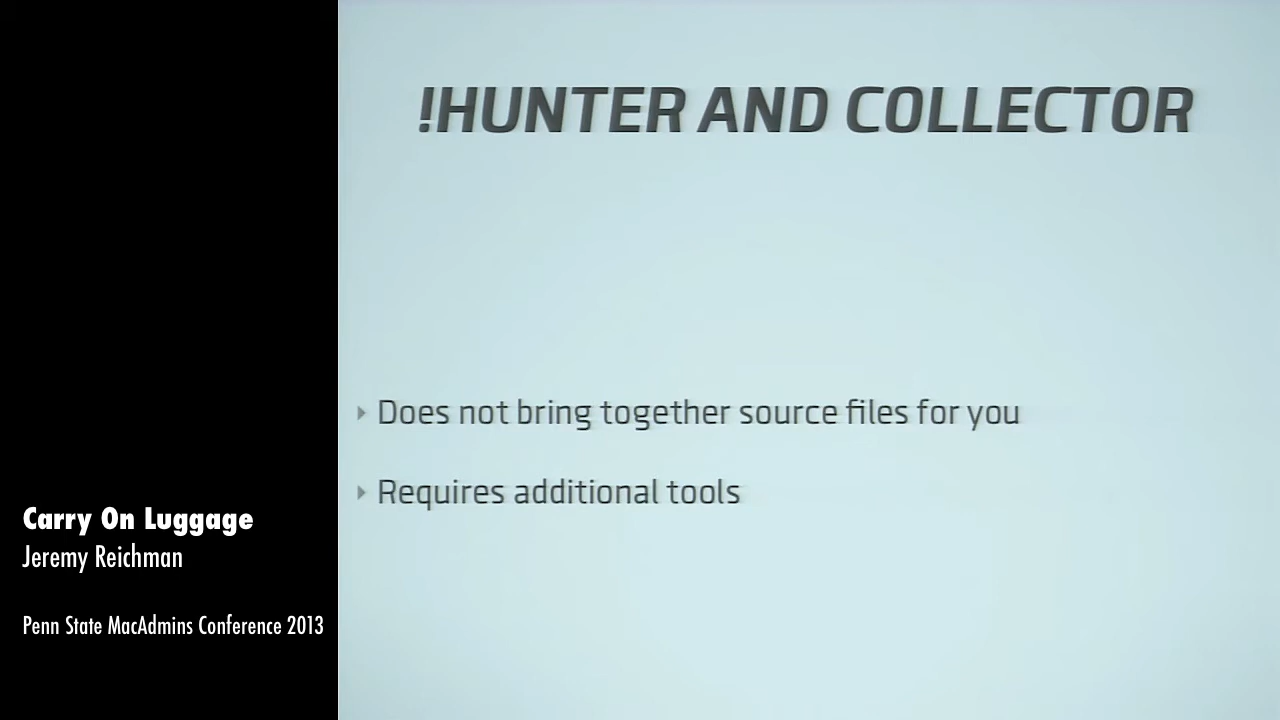 !HUNTER AND COLLECTOR
Does not bring together source files for you
Requires additional tools
Carry On Luggage
Jeremy Reichman
Penn State MacAdmins Conference 2013